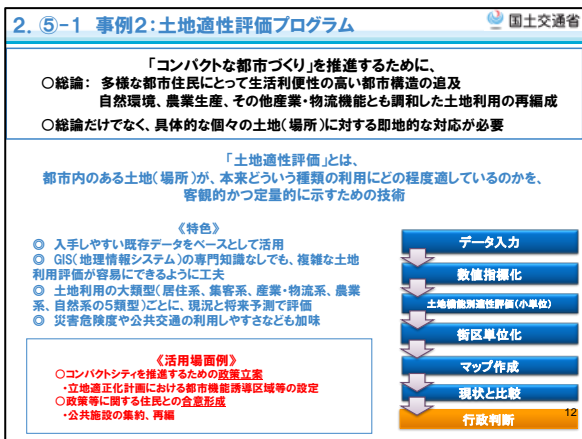 2. ⑤-1 事例2：土地適性評価プログラム
国土交通省
「コンパクトな都市づくり」を推進するために、
○総論： 多様な都市住民にとって生活利便性の高い都市構造の追及
自然環境、農業生産、その他産業・物流機能とも調和した土地利用の再編成
○総論だけでなく、具体的な個々の土地（場所）に対する即地的な対応が必要
「土地適性評価」とは、
都市内のある土地（場所）が、本来どういう種類の利用にどの程度適しているのかを、
客観的かつ定量的に示すための技術
《特色》
◎ 入手しやすい既存データをベースとして活用
◎ GIS（地理情報システム）の専門知識なしでも、複雑な土地
利用評価が容易にできるように工夫
◎ 土地利用の大類型（居住系、集客系、産業・物流系、農業
系、自然系の5類型）ごとに、現況と将来予測で評価
◎ 災害危険度や公共交通の利用しやすさなども加味
《活用場面例》
○コンパクトシティを推進するための政策立案
・立地適正化計画における都市機能誘導区域等の設定
○政策等に関する住民との合意形成
・公共施設の集約、再編
データ入力
数値指標化
土地機能別適性評価（小単位）
街区単位化
マップ作成
現状と比較
行政判断
12